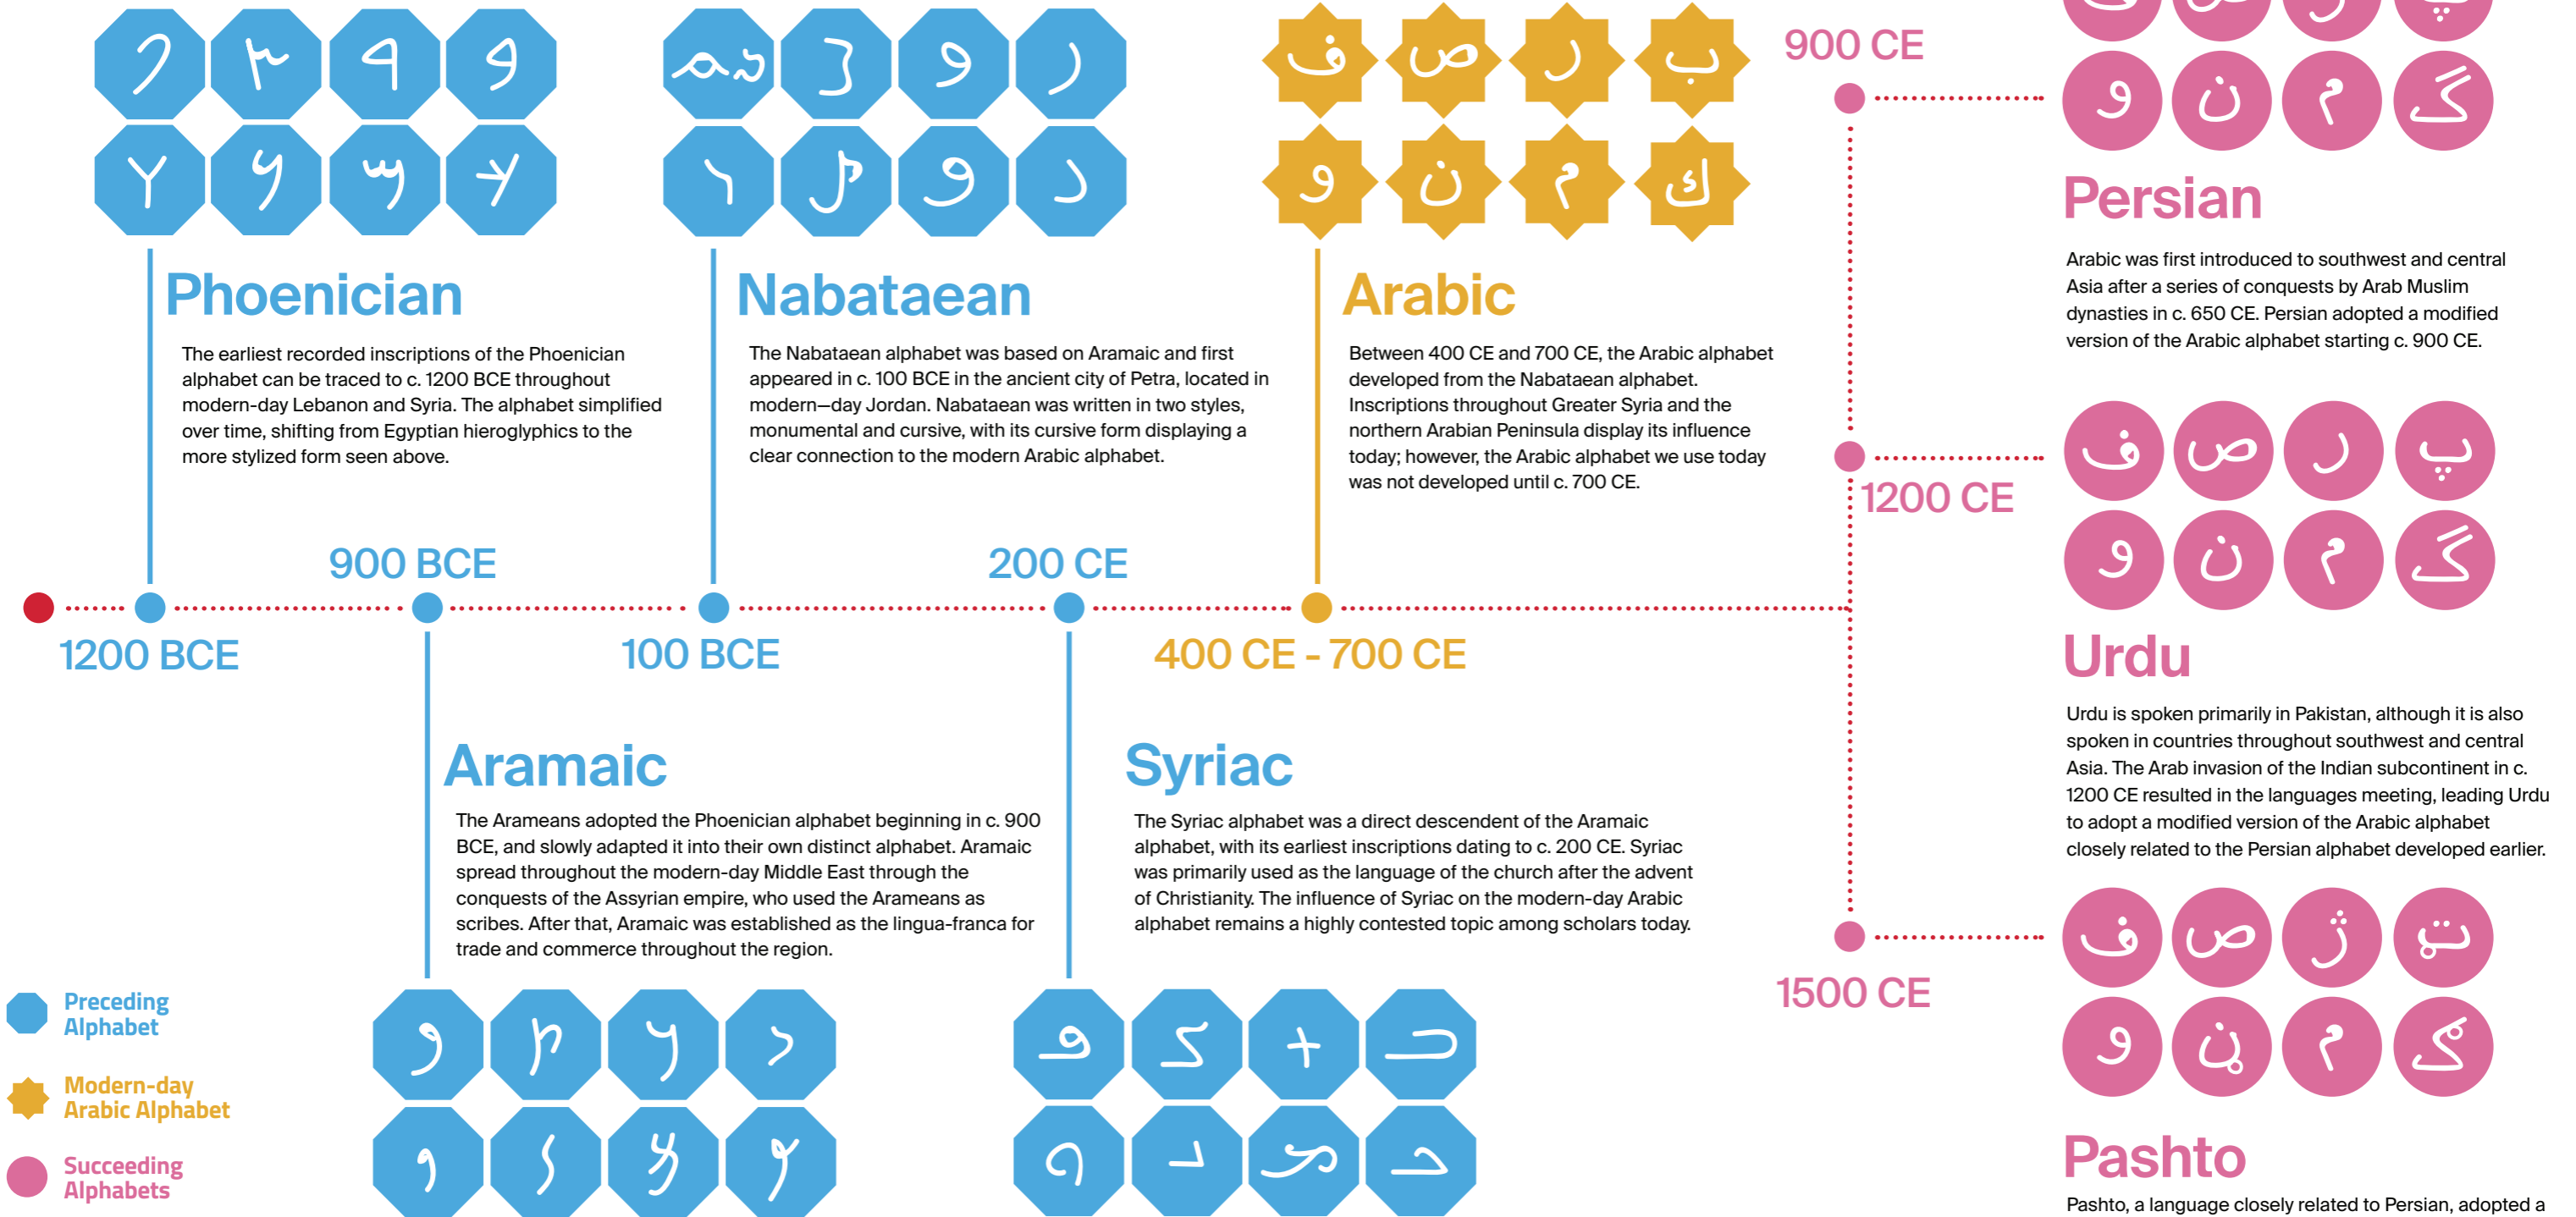 900 CE
ف ص ر ب
و ن م ك
و ن م گ
Phoenician
The earliest recorded inscriptions of the Phoenician
alphabet can be traced to c. 1200 BCE throughout
modern-day Lebanon and Syria. The alphabet simplified
over time, shifting from Egyptian hieroglyphics to the
more stylized form seen above.
Nabataean
The Nabataean alphabet was based on Aramaic and first
appeared in c. 100 BCE in the ancient city of Petra, located in
modern—day Jordan. Nabataean was written in two styles,
monumental and cursive, with its cursive form displaying a
clear connection to the modern Arabic alphabet.
Arabic
Between 400 CE and 700 CE, the Arabic alphabet
developed from the Nabataean alphabet.
Inscriptions throughout Greater Syria and the
northern Arabian Peninsula display its influence
today; however, the Arabic alphabet we use today
was not developed until c. 700 CE.
Persian
Arabic was first introduced to southwest and central
Asia after a series of conquests by Arab Muslim
dynasties in c. 650 CE. Persian adopted a modified
version of the Arabic alphabet starting c. 900 CE.
1200 BCE
900 BCE
100 BCE
200 CE
400 CE - 700 CE
1200 CE
ف ص ر پ
و ن م گ
Urdu
Urdu is spoken primarily in Pakistan, although it is also
spoken in countries throughout southwest and central
Asia. The Arab invasion of the Indian subcontinent in c.
1200 CE resulted in the languages meeting, leading Urdu
to adopt a modified version of the Arabic alphabet
closely related to the Persian alphabet developed earlier.
Aramaic
The Arameans adopted the Phoenician alphabet beginning in c. 900
BCE, and slowly adapted it into their own distinct alphabet. Aramaic
spread throughout the modern-day Middle East through the
conquests of the Assyrian empire, who used the Arameans as
scribes. After that, Aramaic was established as the lingua-franca for
trade and commerce throughout the region.
Syriac
The Syriac alphabet was a direct descendent of the Aramaic
alphabet, with its earliest inscriptions dating to c. 200 CE. Syriac
was primarily used as the language of the church after the advent
of Christianity. The influence of Syriac on the modern-day Arabic
alphabet remains a highly contested topic among scholars today.
1500 CE
ف ص
و ڼ م ګ
Pashto
Pashto, a language closely related to Persian, adopted a
Preceding
Alphabet
Modern-day
Arabic Alphabet
Succeeding
Alphabets